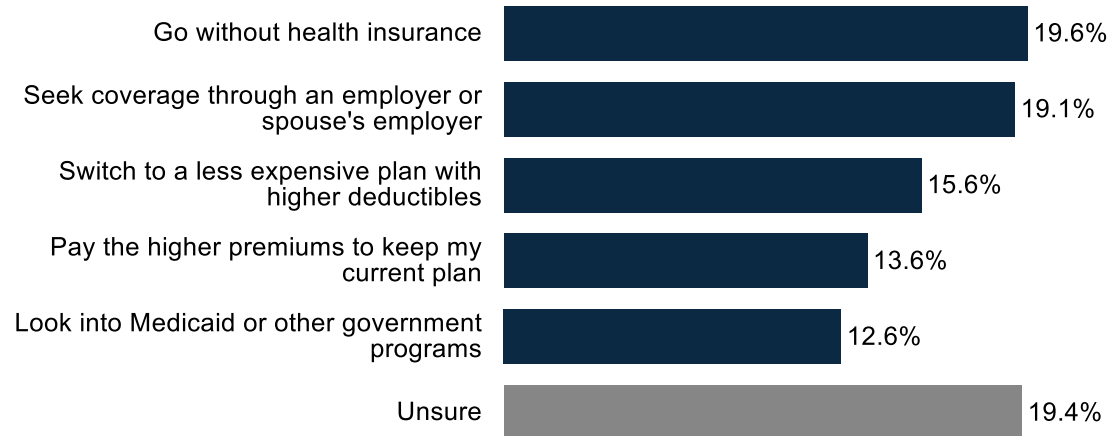 Go without health insurance
19.6%
Seek coverage through an employer or
spouse's employer
19.1%
Switch to a less expensive plan with
higher deductibles
15.6%
Pay the higher premiums to keep my
current plan
13.6%
Look into Medicaid or other government
programs
12.6%
Unsure
19.4%